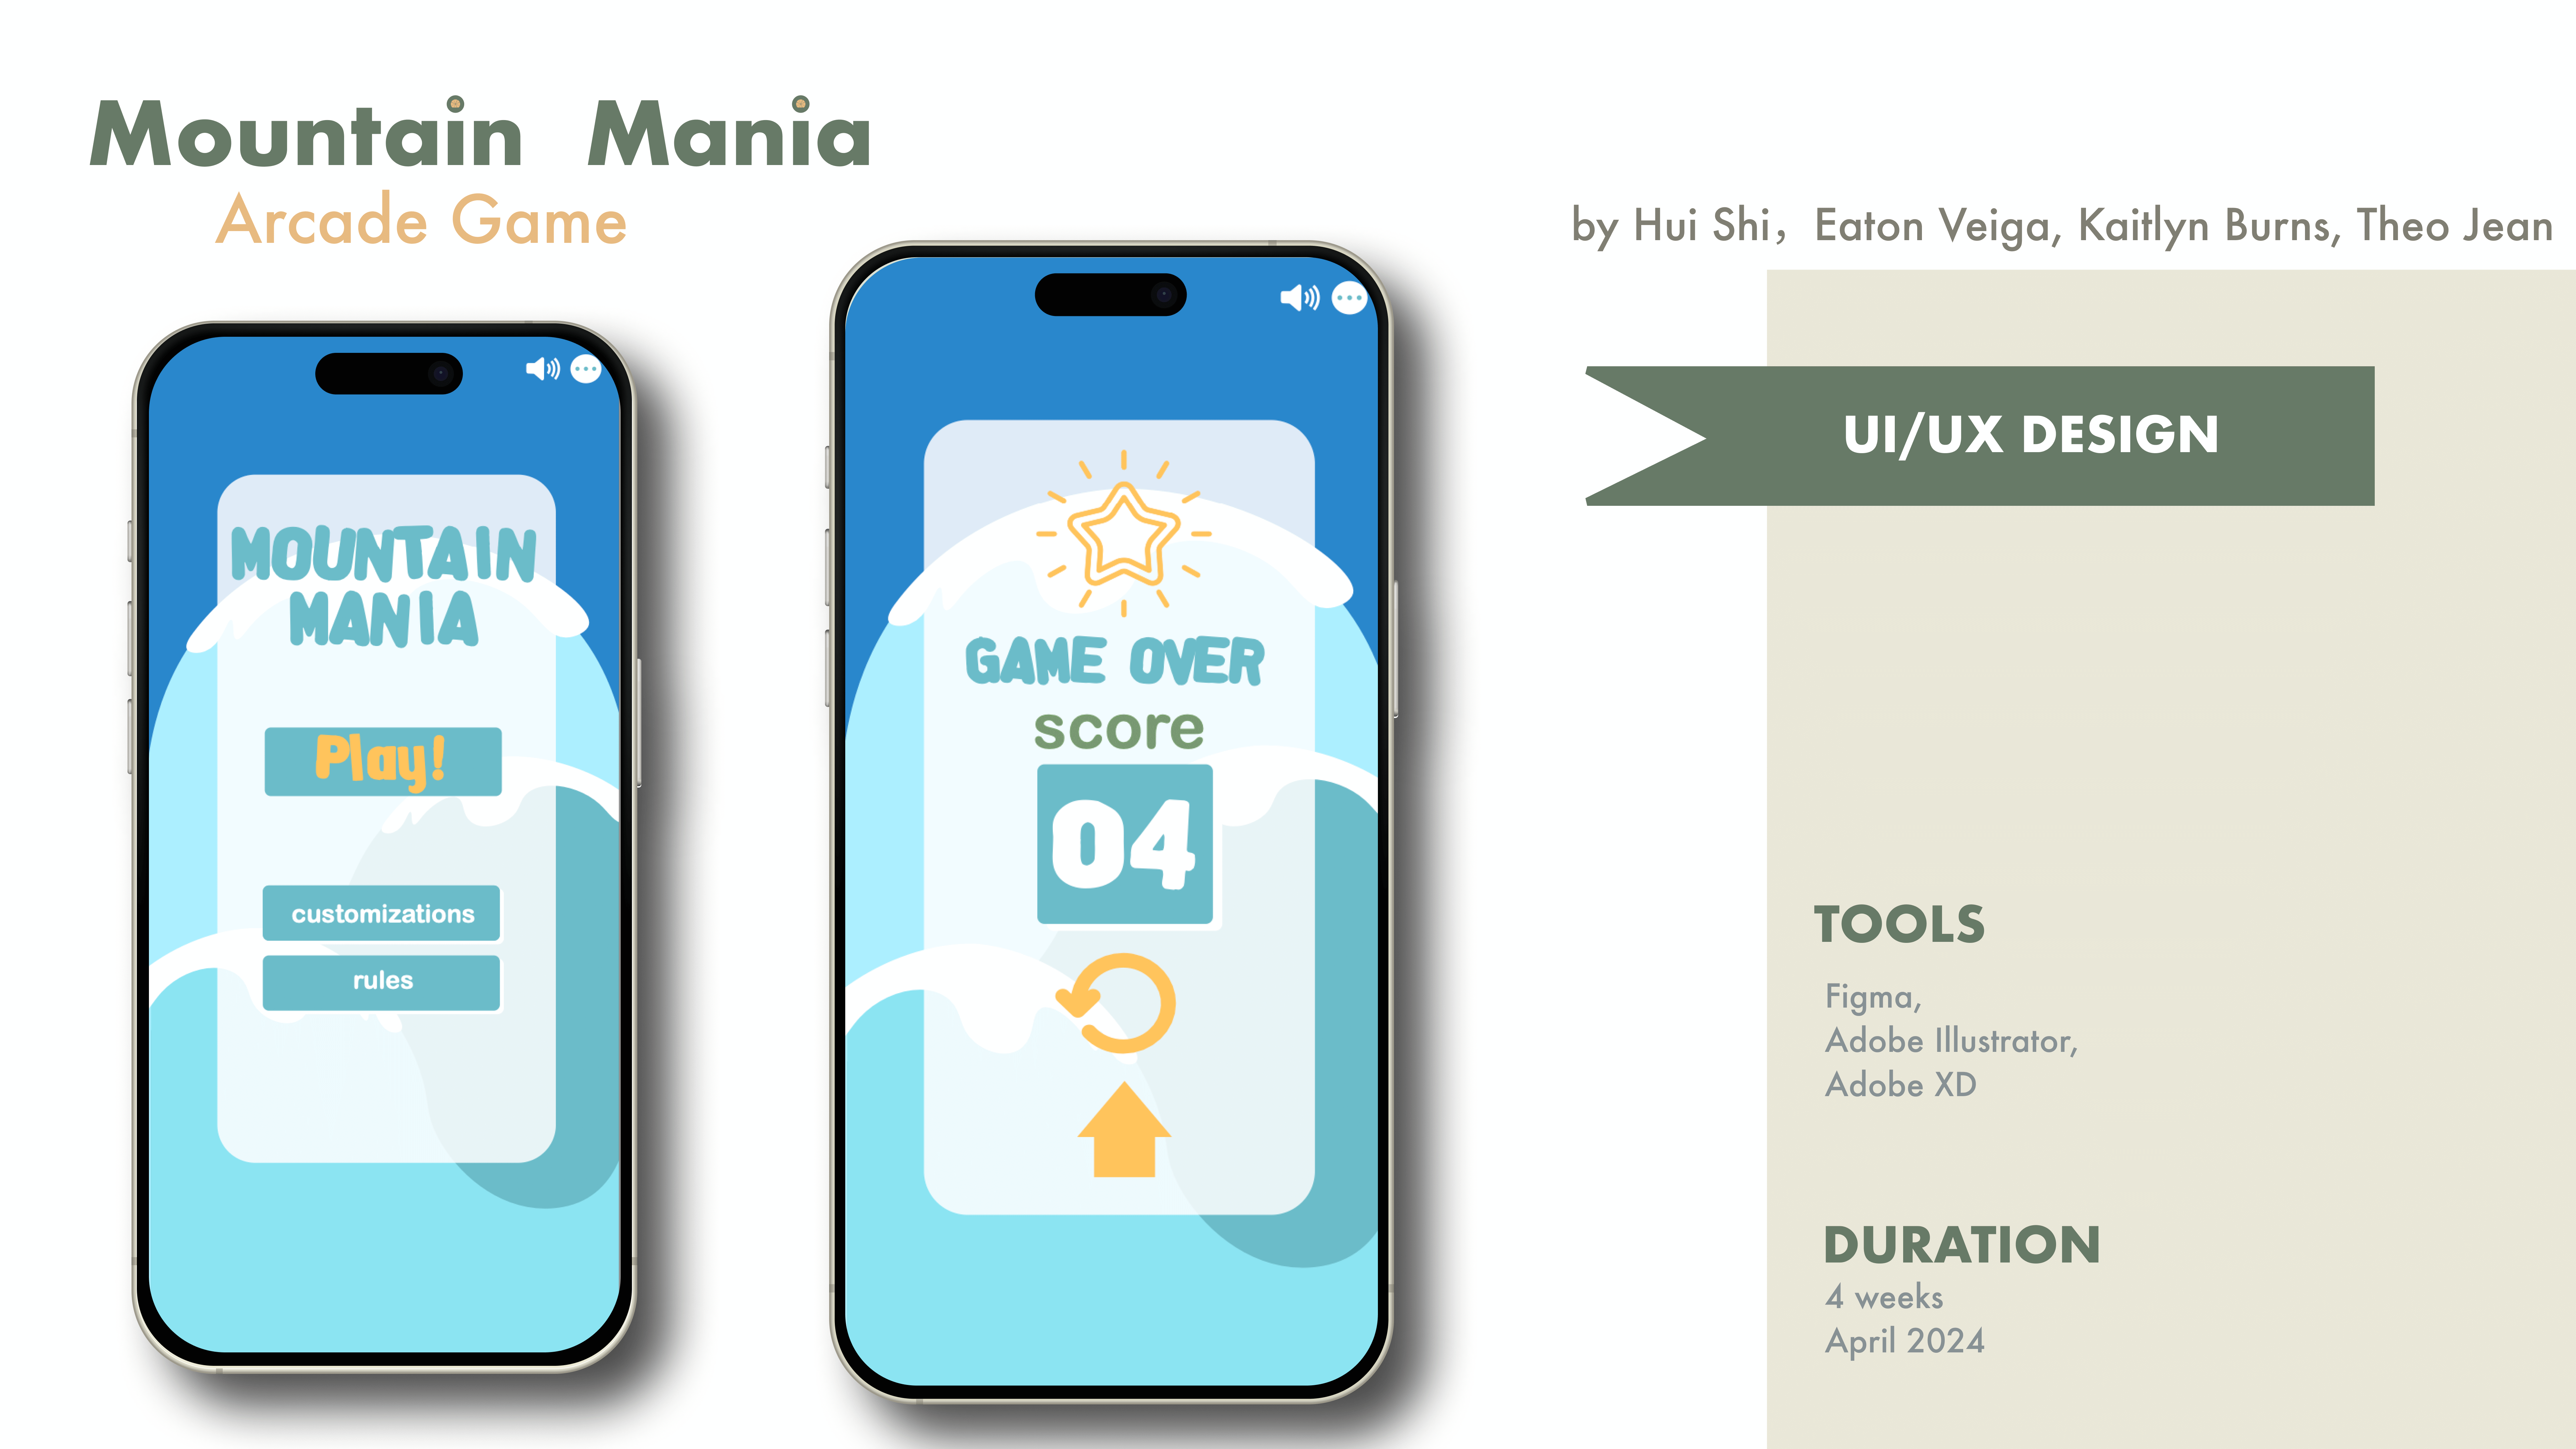 Mountain Mania
Arcade Game
by Hui Shi，Eaton Veiga, Kaitlyn Burns, Theo Jean
MOUNTAIN
MANIA
Play!
customizations
rules
GAME OVER
score
04
UI/UX DESIGN
TOOLS
Figma,
Adobe Illustrator,
Adobe XD
DURATION
4 weeks
April 2024